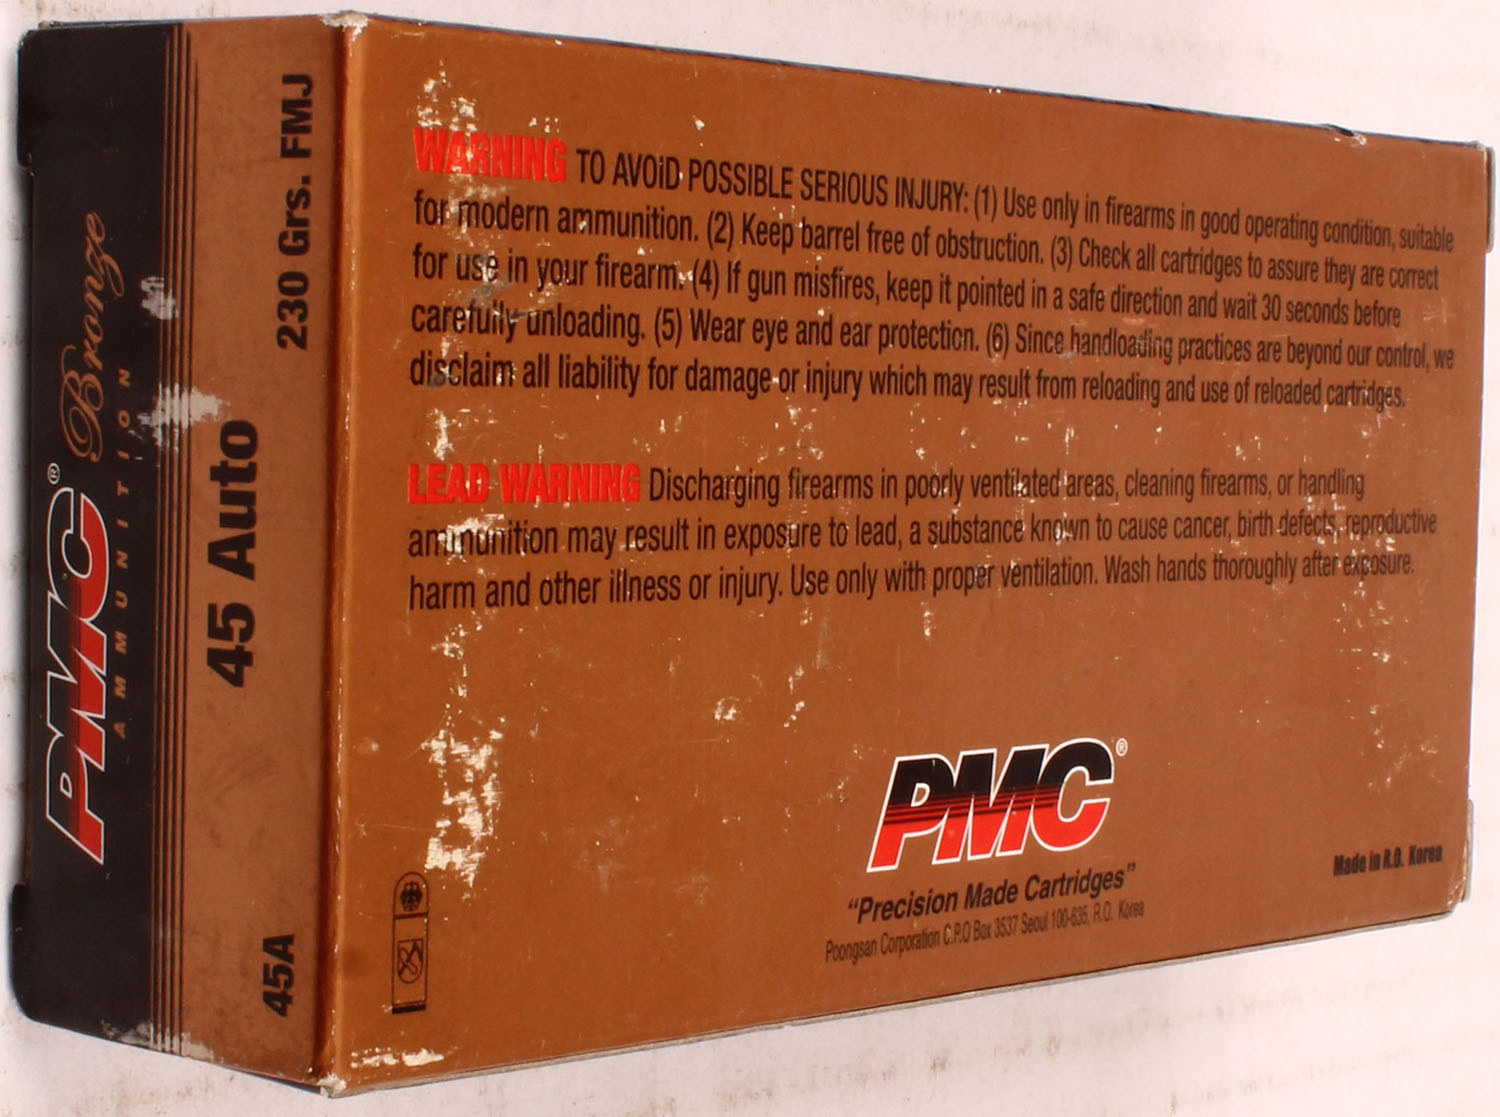 PMC® Bronze
AMMUNITION
45 Auto
45A 230 Grs. FMJ
WARNING TO AVOiD POSSIBLE SERIOUS INJURY: (1) Use only in firearms in good operating condition, suitable
for modern ammunition. (2) Keep barrel free of obstruction. (3) Check all cartridges to assure they are correct
for use in your firearm. (4) If gun misfires, keep it pointed in a safe direction and wait 30 seconds before
carefully unloading. (5) Wear eye and ear protection. (6) Since handloading practices are beyond our control, we
disclaim all liability for damage or injury which may result from reloading and use of reloaded cartridges.
LEAD WARNING Discharging firearms in poorly ventilated areas, cleaning firearms, or handling
ammunition may result in exposure to lead, a substance known to cause cancer, birth defects, reproductive
harm and other illness or injury. Use only with proper ventilation. Wash hands thoroughly after exposure.
PMC®
"Precision Made Cartridges"
Poongsan Corporation C.P.O Box 3537 Seoul 100-635, R.O. Korea
Made in R.O. Korea